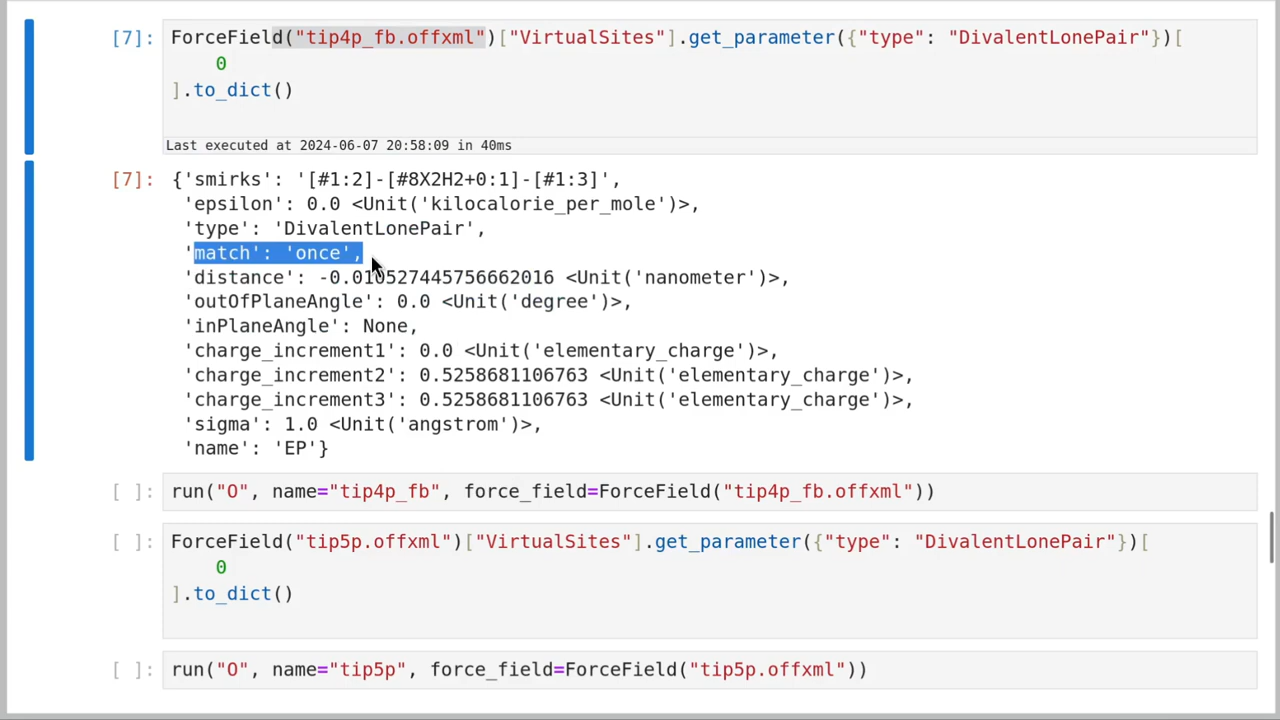 [7]: ForceField("tip4p_fb.offxml")["VirtualSites"].get_parameter({"type": "DivalentLonePair"})[
0
].to_dict()
Last executed at 2024-06-07 20:58:09 in 40ms
[7]: {'smirks': '[#1:2]-[#8X2H2+0:1]-[#1:3]',
'epsilon': 0.0 <Unit('kilocalorie_per_mole')>,
'type': 'DivalentLonePair',
'match': 'once',
'distance': -0.010527445756662016 <Unit('nanometer')>,
'outOfPlaneAngle': 0.0 <Unit('degree')>,
'inPlaneAngle': None,
'charge_increment1': 0.0 <Unit('elementary_charge')>,
'charge_increment2': 0.5258681106763 <Unit('elementary_charge')>,
'charge_increment3': 0.5258681106763 <Unit('elementary_charge')>,
'sigma': 1.0 <Unit('angstrom')>,
'name': 'EP'}
[ ]: run("O", name="tip4p_fb", force_field=ForceField("tip4p_fb.offxml"))
[ ]: ForceField("tip5p.offxml")["VirtualSites"].get_parameter({"type": "DivalentLonePair"})[
0
].to_dict()
[ ]: run("O", name="tip5p", force_field=ForceField("tip5p.offxml"))